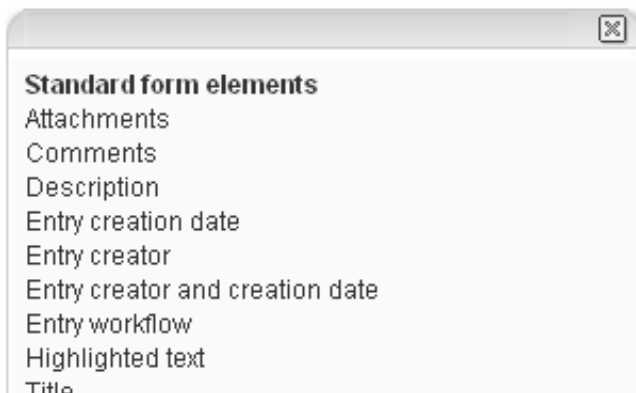 Standard form elements
Attachments
Comments
Description
Entry creation date
Entry creator
Entry creator and creation date
Entry workflow
Highlighted text
Title